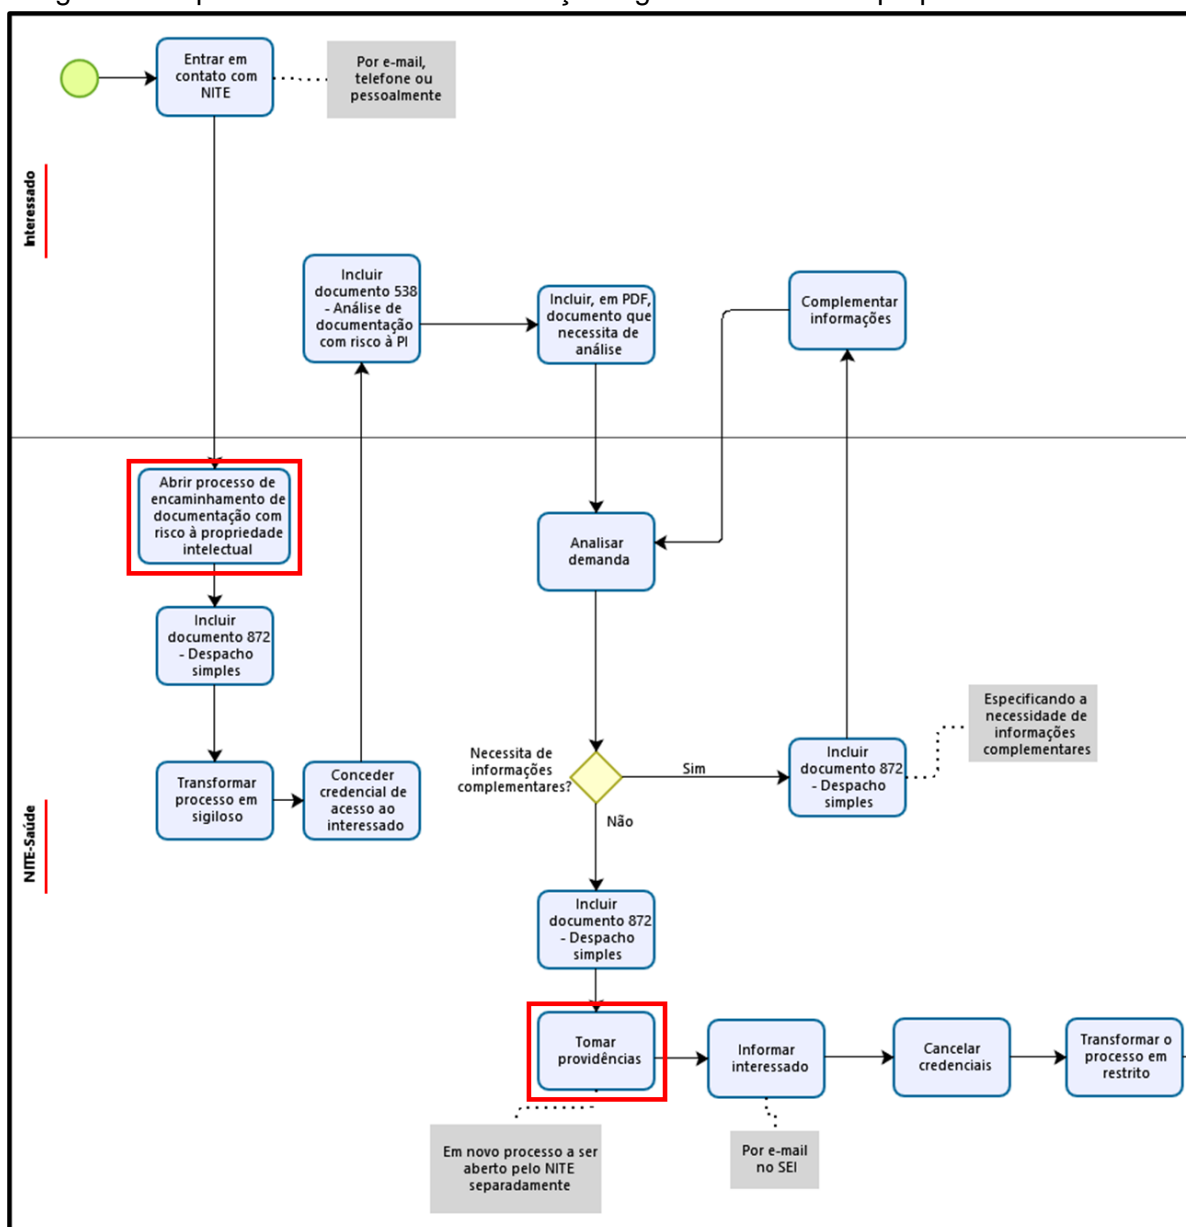 Entrar em
contato com
NITE
Por e-mail,
telefone ou
pessoalmente
Interessado
Incluir
documento 538
- Análise de
documentação
com risco à PI
Incluir, em PDF,
documento que
necessita de
análise
Complementar
informações
Abrir processo de
encaminhamento de
documentação com
risco à propriedade
intelectual
Analisar
demanda
Incluir
documento 872
- Despacho
simples
Especificando a
necessidade de
informações
complementares
Necessita de
informações
complementares?
Sim
Incluir
documento 872
- Despacho
simples
Transformar
processo em
sigiloso
Conceder
credencial de
acesso ao
interessado
Não
NITE-Saúde
Incluir
documento 872
- Despacho
simples
Tomar
providências
Informar
interessado
Cancelar
credenciais
Transformar o
processo em
restrito
Em novo processo a ser
aberto pelo NITE
separadamente
Por e-mail
no SEI